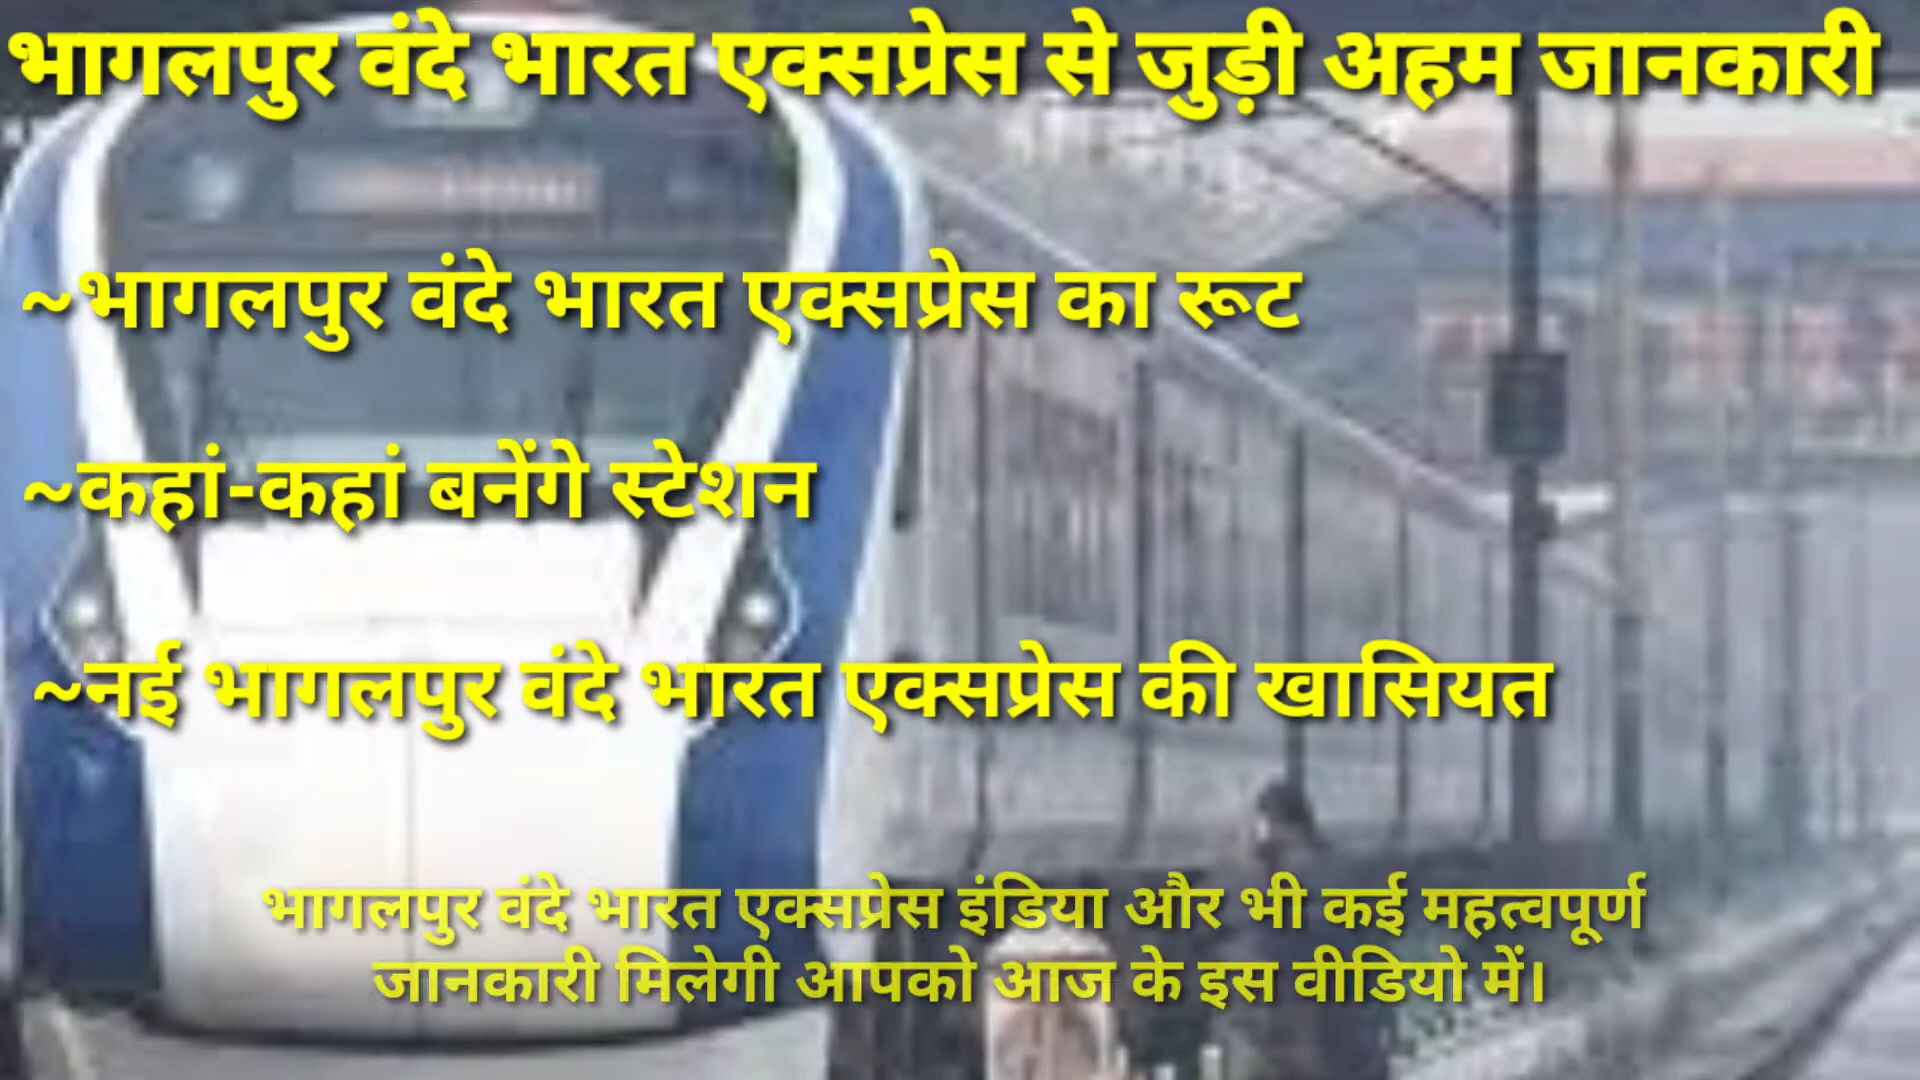 भागलपुर वंदे भारत एक्सप्रेस से जुड़ी अहम जानकारी
~भागलपुर वंदे भारत एक्सप्रेस का रूट
~कहां-कहां बनेंगे स्टेशन
~नई भागलपुर वंदे भारत एक्सप्रेस की खासियत
भागलपुर वंदे भारत एक्सप्रेस इंडिया और भी कई महत्वपूर्ण
जानकारी मिलेगी आपको आज के इस वीडियो में।